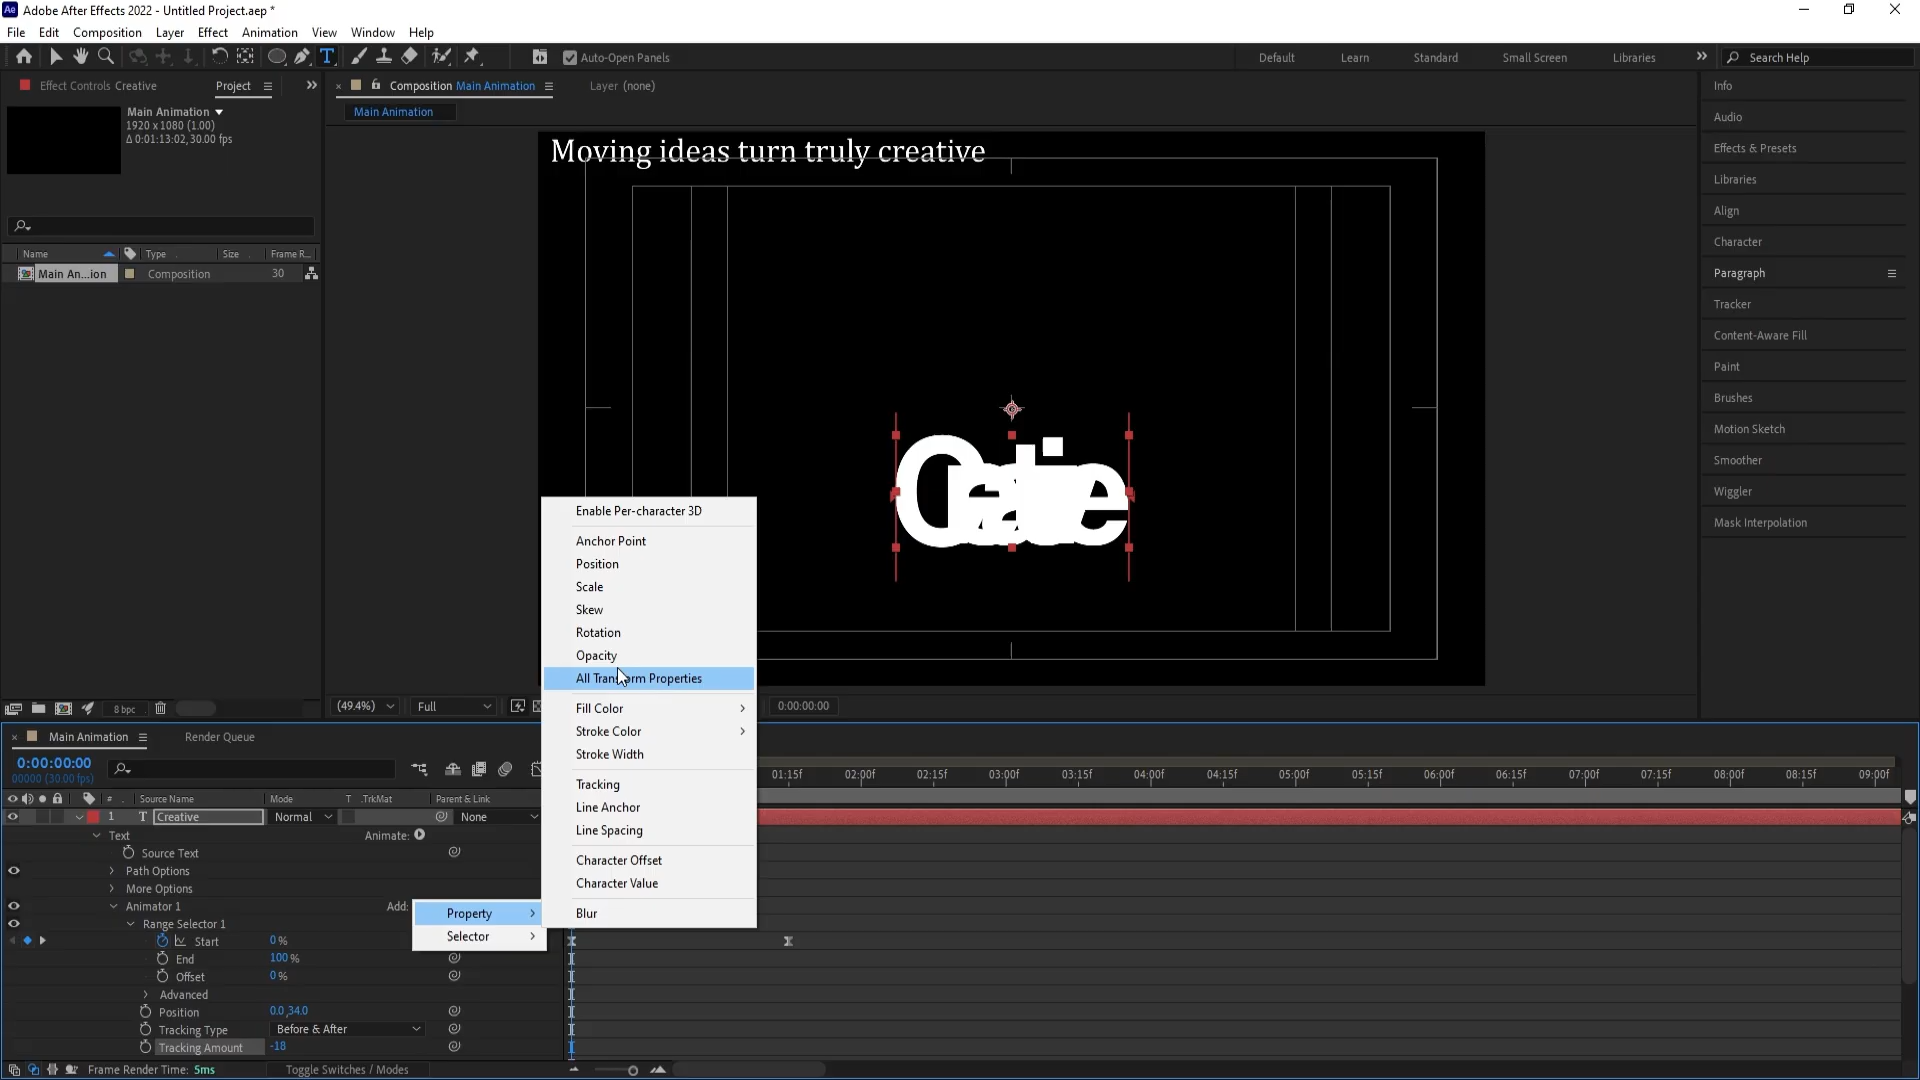 Ae Adobe After Effects 2022 - Untitled Project.aep *
File Edit Composition Layer Effect Animation View Window Help
T Auto-Open Panels Default Learn Standard Small Screen Libraries Search Help
Effect Controls Creative Project
Composition Main Animation Layer (none)
Main Animation
Main Animation
1920 x 1080 (1.00)
Δ 0:01:13:02, 30.00 fps
Name Type Size Frame R...
Main An...ion Composition 30
8 bpc
Moving ideas turn truly creative
Creative
(49.4%) Full 0:00:00:00
Info
Audio
Effects & Presets
Libraries
Align
Character
Paragraph
Tracker
Content-Aware Fill
Paint
Brushes
Motion Sketch
Smoother
Wiggler
Mask Interpolation
Enable Per-character 3D
Anchor Point
Position
Scale
Skew
Rotation
Opacity
All Transform Properties
Fill Color
Stroke Color
Stroke Width
Tracking
Line Anchor
Line Spacing
Character Offset
Character Value
Blur
Property
Selector
Main Animation Render Queue
0:00:00:00
00000 (30.00 fps)
01:15f 02:00f 02:15f 03:00f 03:15f 04:00f 04:15f 05:00f 05:15f 06:00f 06:15f 07:00f 07:15f 08:00f 08:15f 09:00f
# Source Name Mode T .TrkMat Parent & Link
1 T Creative Normal None
Text Animate:
Source Text
Path Options
More Options
Animator 1 Add:
Range Selector 1
Start 0 %
End 100 %
Offset 0 %
Advanced
Position 0.0,34.0
Tracking Type Before & After
Tracking Amount -18
Frame Render Time: 5ms Toggle Switches / Modes